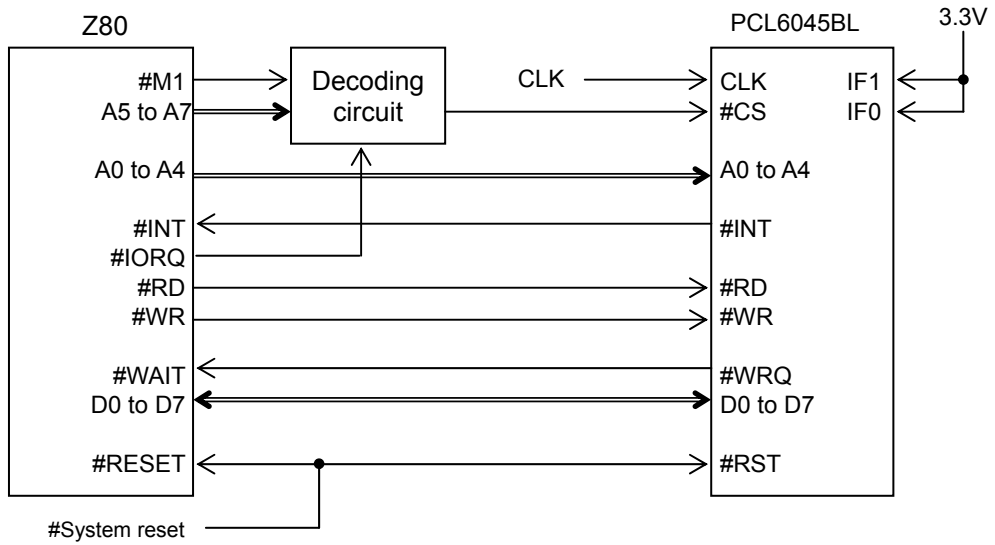 Z80
PCL6045BL
3.3V
#M1
A5 to A7
Decoding
circuit
CLK
CLK
#CS
IF1
IF0
A0 to A4
A0 to A4
#INT
#INT
#IORQ
#RD
#RD
#WR
#WR
#WAIT
#WRQ
D0 to D7
D0 to D7
#RESET
#RST
#System reset